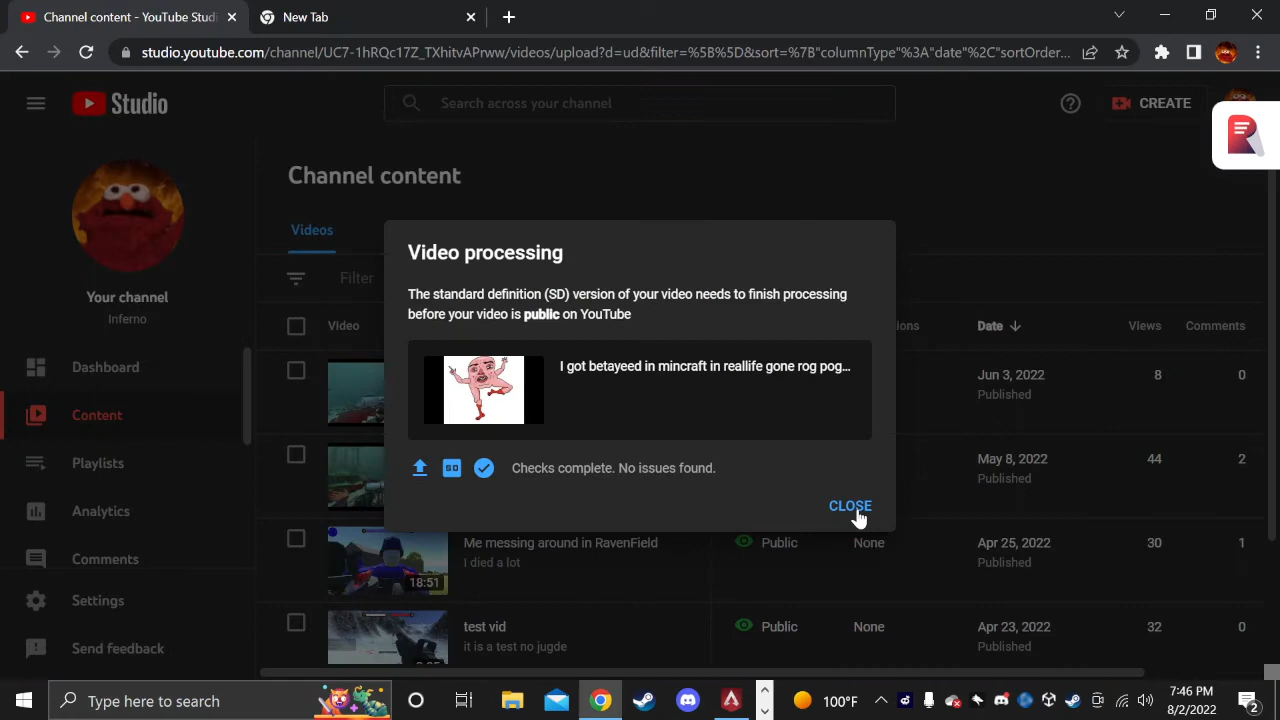 Channel content - YouTube Studi
New Tab
studio.youtube.com/channel/UC7-1hRQc17Z_TXhitvAPrww/videos/upload?d=ud&filter=%5B%5D&sort=%7B"columnType"%3A"date"%2C"sortOrder...
Studio
Search across your channel
CREATE
Your channel
Inferno
Dashboard
Content
Playlists
Analytics
Comments
Settings
Send feedback
Channel content
Videos
Filter
Video
Date
Views
Comments
Video processing
The standard definition (SD) version of your video needs to finish processing
before your video is public on YouTube
I got betayeed in mincraft in reallife gone rog pog...
SD
Checks complete. No issues found.
CLOSE
Jun 3, 2022
8
0
Published
May 8, 2022
44
2
Published
18:51
Me messing around in RavenField
I died a lot
Public
None
Apr 25, 2022
30
1
Published
test vid
it is a test no jugde
Public
None
Apr 23, 2022
32
0
Published
Type here to search
100°F
7:46 PM
8/2/2022
2